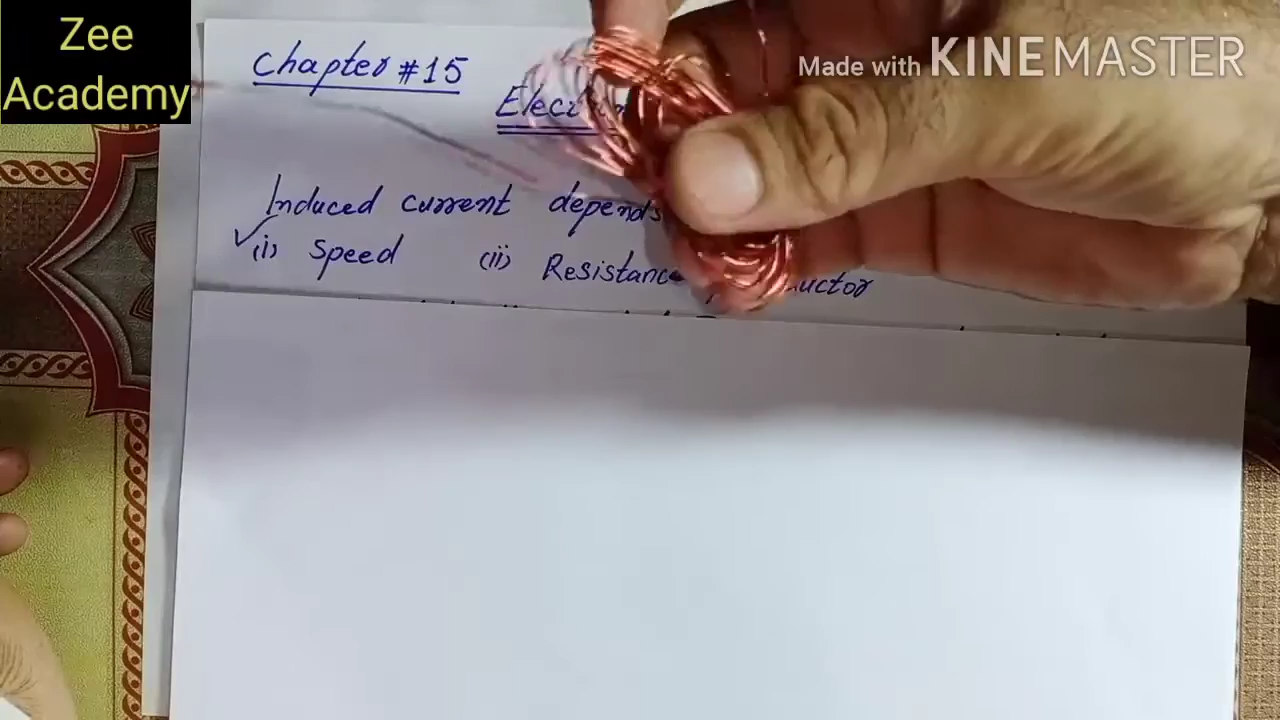 Zee
Academy
Made with KINEMASTER
Chapter #15
Induced current depends
(i) Speed (ii) Resistance